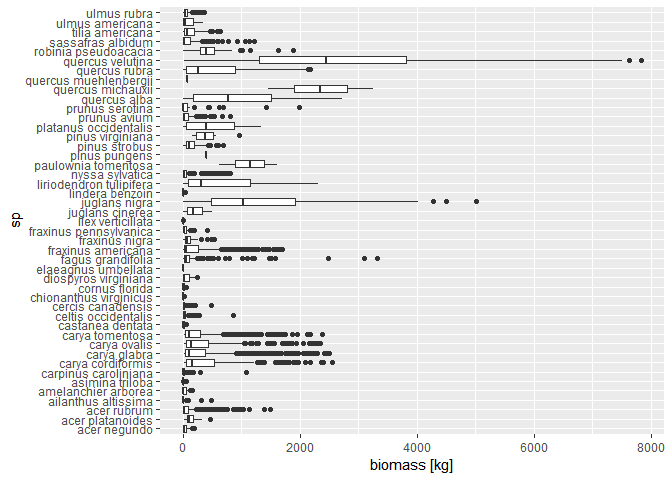 ulmus rubra
ulmus americana
tilia americana
sassafras albidum
robinia pseudoacacia
quercus velutina
quercus rubra
quercus muehlenbergii
quercus michauxii
quercus alba
prunus serotina
prunus avium
platanus occidentalis
pinus virginiana
pinus strobus
pinus pungens
paulownia tomentosa
nyssa sylvatica
liriodendron tulipifera
lindera benzoin
juglans nigra
juglans cinerea
ilex verticillata
fraxinus pennsylvanica
fraxinus nigra
fraxinus americana
fagus grandifolia
elaeagnus umbellata
diospyros virginiana
cornus florida
chionanthus virginicus
cercis canadensis
celtis occidentalis
castanea dentata
carya tomentosa
carya ovalis
carya glabra
carya cordiformis
carpinus caroliniana
asimina triloba
amelanchier arborea
ailanthus altissima
acer rubrum
acer platanoides
acer negundo
sp
0 2000 4000 6000 8000
biomass [kg]